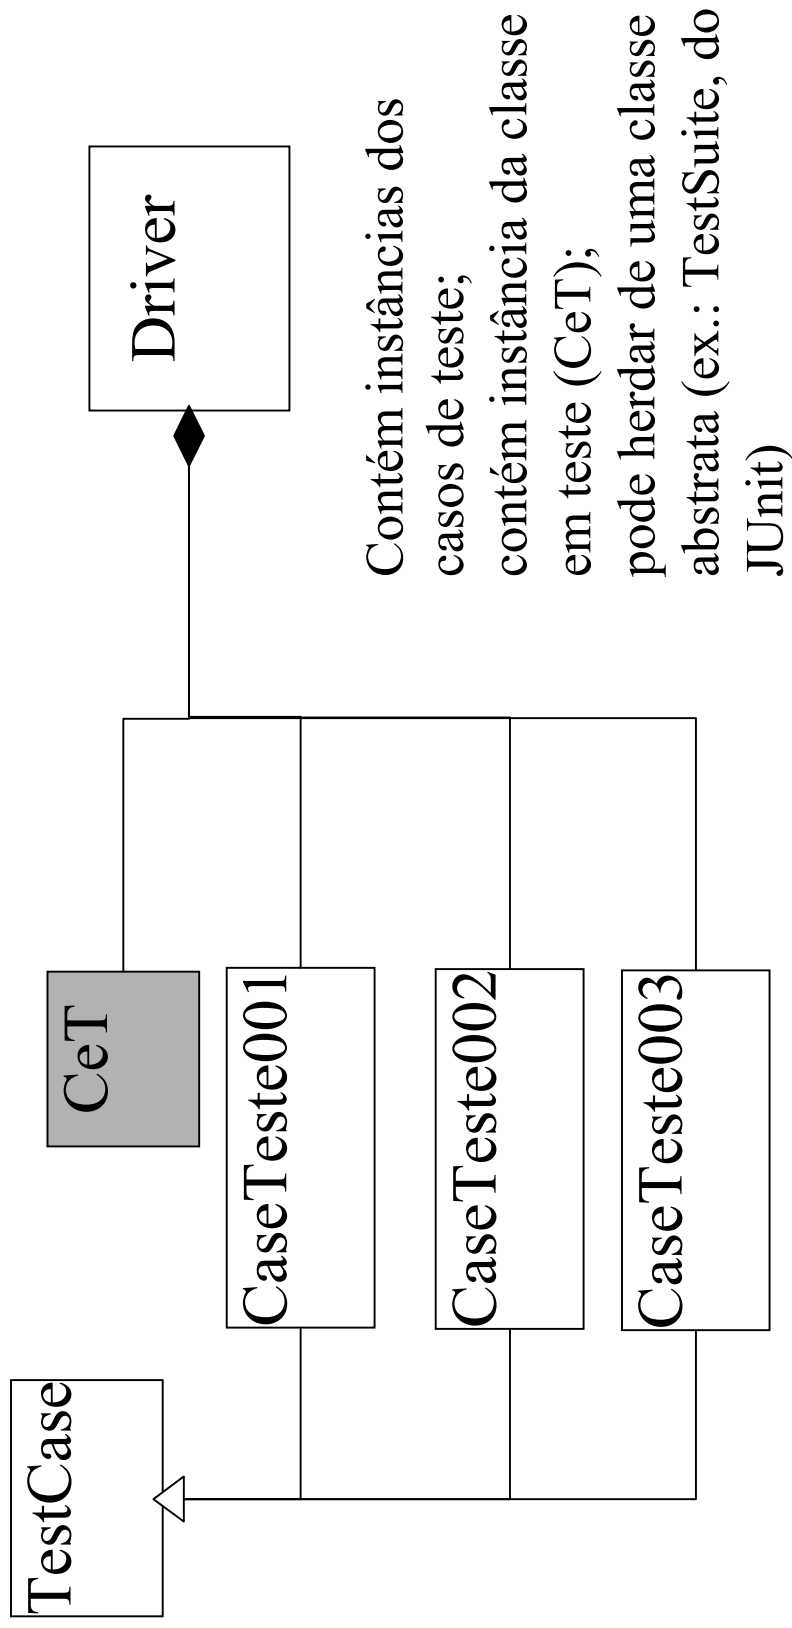 TestCase
CeT
Driver
CaseTeste001
CaseTeste002
CaseTeste003
Contém instâncias dos
casos de teste;
contém instância da classe
em teste (CeT);
pode herdar de uma classe
abstrata (ex.: TestSuite, do
JUnit)